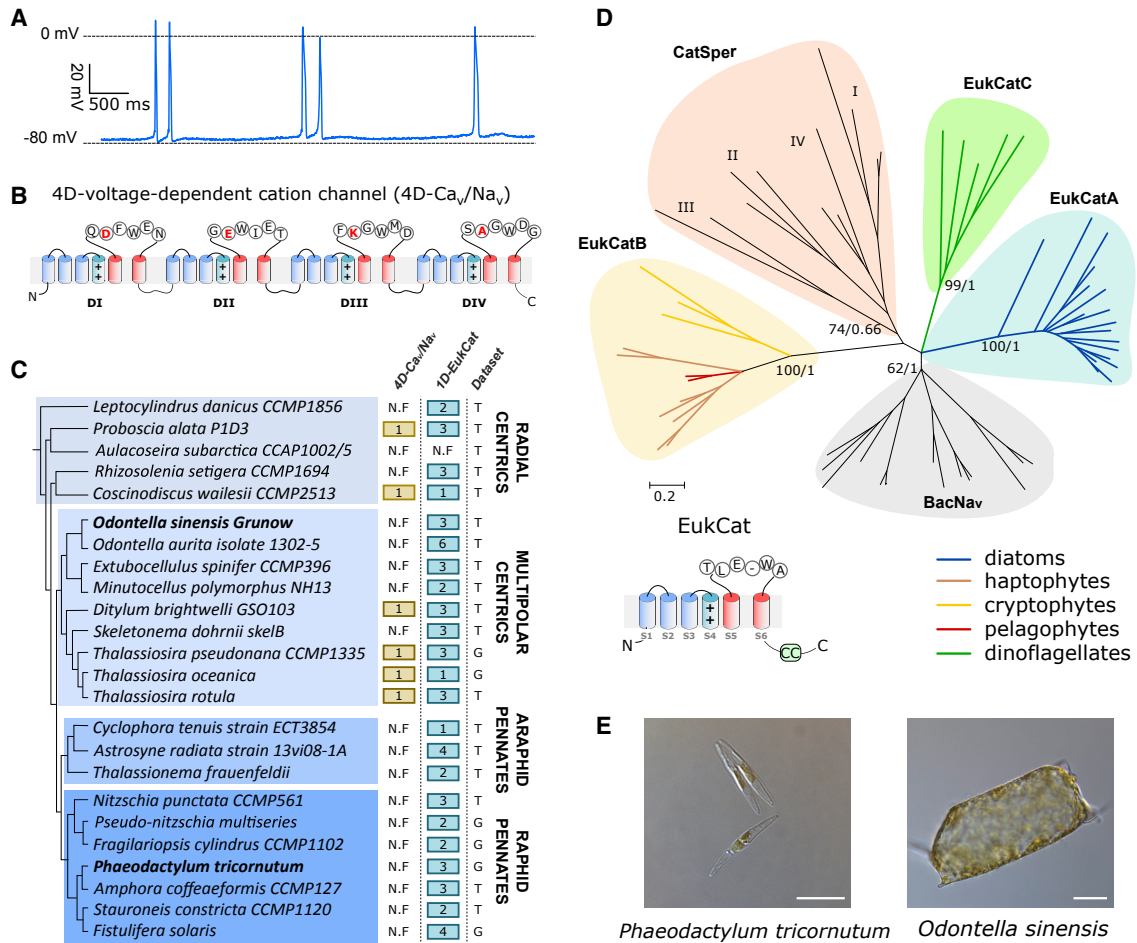 A
0 mV
20 mV
500 ms
-80 mV
B
4D-voltage-dependent cation channel (4D-Cav/Nav)
Q D F W E N
G E W I E T
F K G W M D
S A G W D G
++ ++ ++ ++
N
DI DII DIII DIV
C
C
4D-Cav/Nav 1D-EukCat Dataset
Leptocylindrus danicus CCMP1856 N.F 2 T
Proboscia alata P1D3 1 3 T
Aulacoseira subarctica CCAP1002/5 N.F N.F T
Rhizosolenia setigera CCMP1694 N.F 3 T
Coscinodiscus wailesii CCMP2513 1 1 T
RADIAL CENTRICS
Odontella sinensis Grunow N.F 3 T
Odontella aurita isolate 1302-5 N.F 6 T
Extubocellulus spinifer CCMP396 N.F 3 T
Minutocellus polymorphus NH13 N.F 2 T
Ditylum brightwelli GSO103 1 3 T
Skeletonema dohrnii skelB N.F 3 T
Thalassiosira pseudonana CCMP1335 1 3 G
Thalassiosira oceanica 1 1 G
Thalassiosira rotula 1 3 T
MULTIPOLAR CENTRICS
Cyclophora tenuis strain ECT3854 N.F 1 T
Astrosyne radiata strain 13vi08-1A N.F 4 T
Thalassionema frauenfeldii N.F 2 T
ARAPHID PENNATES
Nitzschia punctata CCMP561 N.F 3 T
Pseudo-nitzschia multiseries N.F 2 G
Fragilariopsis cylindrus CCMP1102 N.F 2 G
Phaeodactylum tricornutum N.F 3 G
Amphora coffeaeformis CCMP127 N.F 3 T
Stauroneis constricta CCMP1120 N.F 2 T
Fistulifera solaris N.F 4 G
RAPHID PENNATES
D
CatSper
I
IV
II
III
EukCatC
EukCatA
EukCatB
99/1
74/0.66
100/1
100/1
62/1
0.2
BacNav
EukCat
T L E - W A
++
S1 S2 S3 S4 S5 S6
N
CC
C
diatoms
haptophytes
cryptophytes
pelagophytes
dinoflagellates
E
Phaeodactylum tricornutum
Odontella sinensis